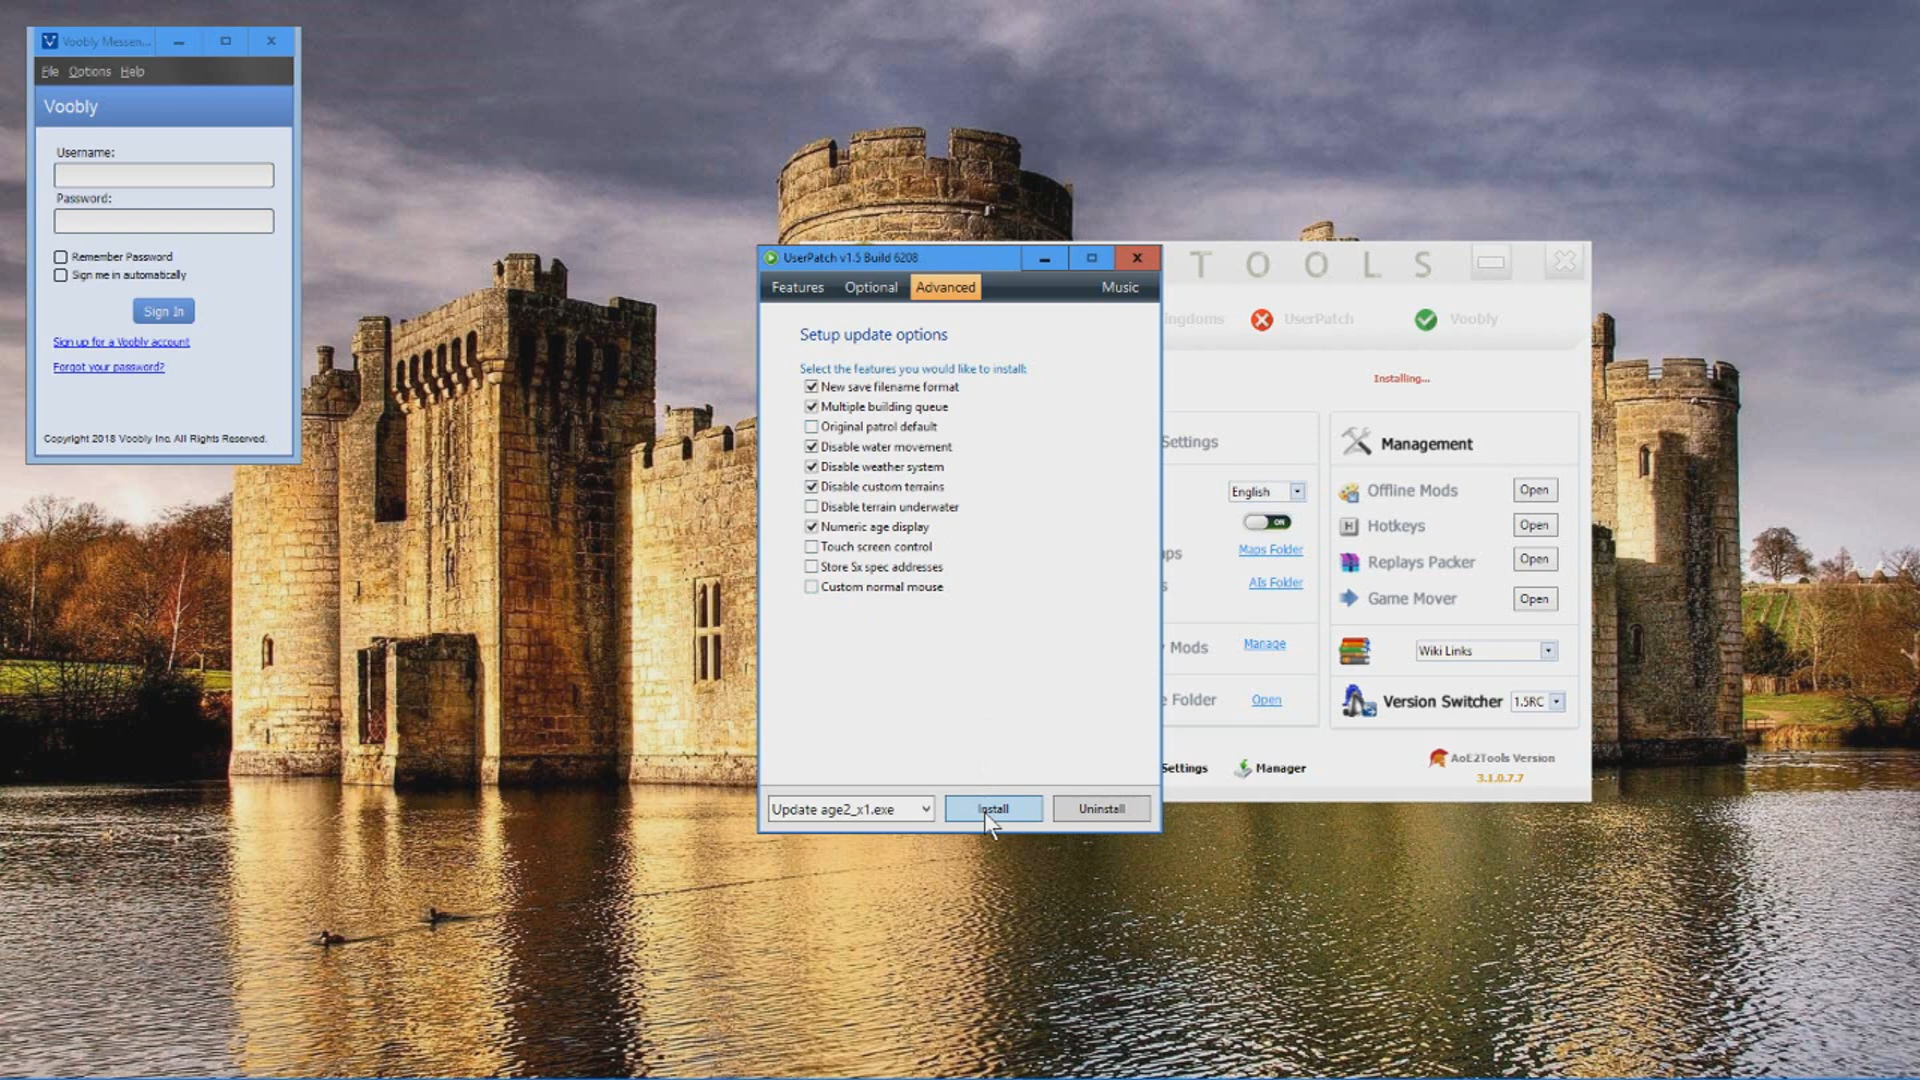 Voobly Messen...
File Options Help
Voobly
Username:
Password:
Remember Password
Sign me in automatically
Sign In
Sign up for a Voobly account
Forgot your password?
Copyright 2018 Voobly Inc. All Rights Reserved.
UserPatch v1.5 Build 6208
Features Optional Advanced Music
Setup update options
Select the features you would like to install:
New save filename format
Multiple building queue
Original patrol default
Disable water movement
Disable weather system
Disable custom terrains
Disable terrain underwater
Numeric age display
Touch screen control
Store Sx spec addresses
Custom normal mouse
Update age2_x1.exe Install Uninstall
T O O L S
ingdoms UserPatch Voobly
Installing...
Settings
English
ON
ps Maps Folder
s AIs Folder
Mods Manage
e Folder Open
Management
Offline Mods Open
Hotkeys Open
Replays Packer Open
Game Mover Open
Wiki Links
Version Switcher 1.5RC
Settings Manager
AoE2Tools Version
3.1.0.7.7